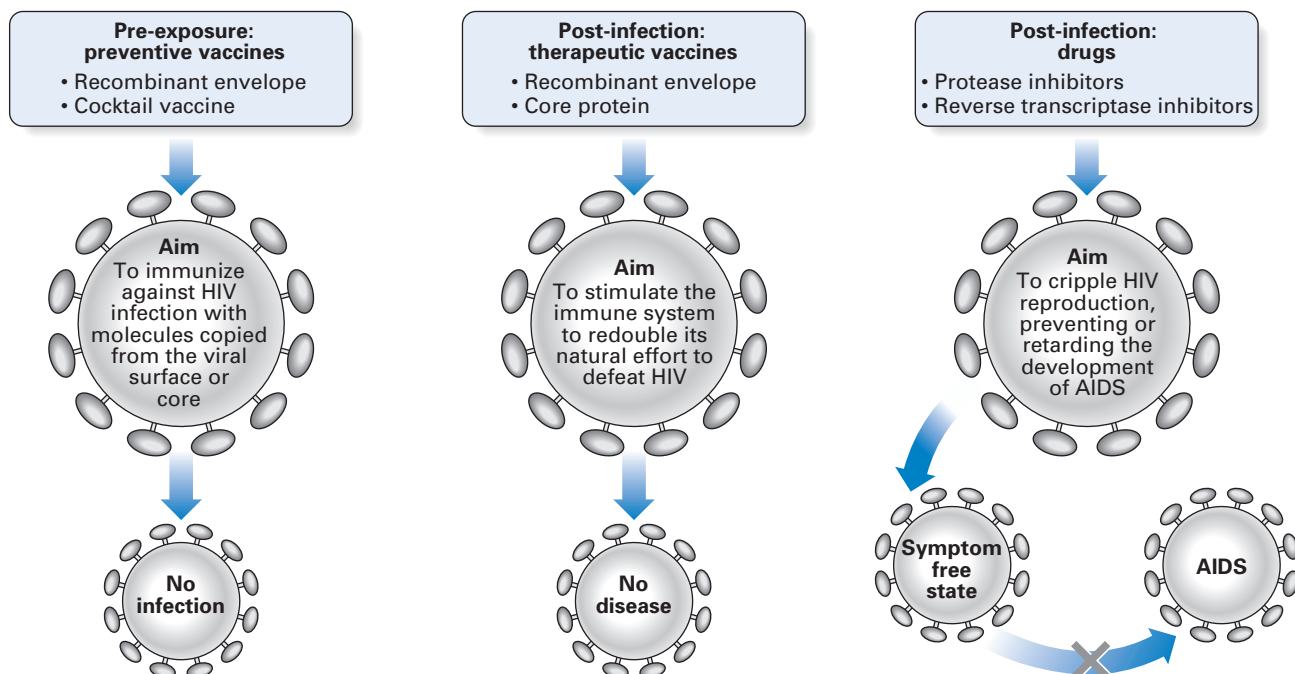 Pre-exposure:
preventive vaccines
• Recombinant envelope
• Cocktail vaccine
Aim
To immunize
against HIV
infection with
molecules copied
from the viral
surface or
core
No
infection
Post-infection:
therapeutic vaccines
• Recombinant envelope
• Core protein
Aim
To stimulate the
immune system
to redouble its
natural effort to
defeat HIV
No
disease
Post-infection:
drugs
• Protease inhibitors
• Reverse transcriptase inhibitors
Aim
To cripple HIV
reproduction,
preventing or
retarding the
development
of AIDS
Symptom
free
state
AIDS